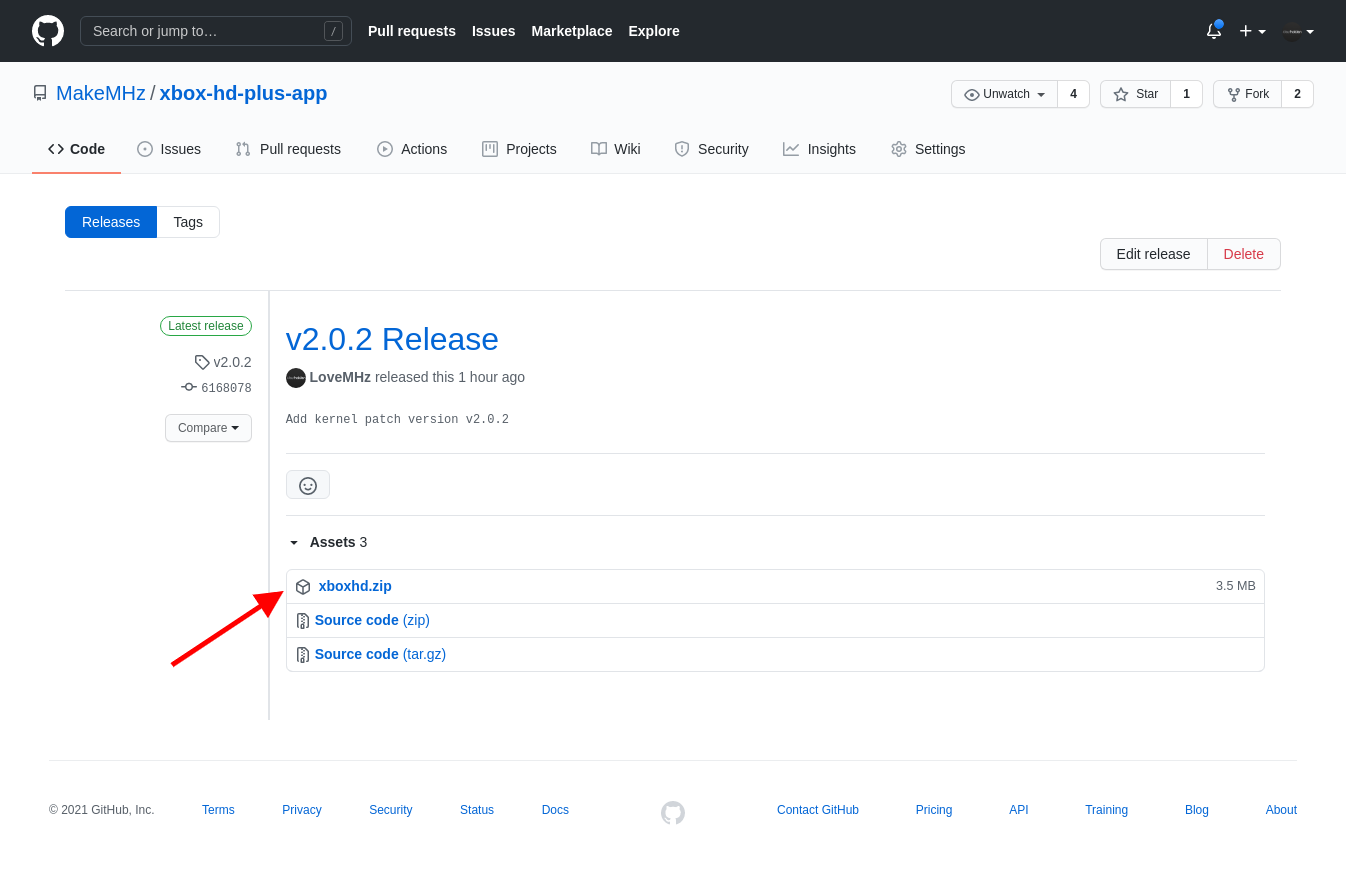 Search or jump to… /
Pull requests Issues Marketplace Explore
MakeMHz / xbox-hd-plus-app
Unwatch 4 Star 1 Fork 2
Code Issues Pull requests Actions Projects Wiki Security Insights Settings
Releases Tags
Edit release Delete
Latest release
v2.0.2
6168078
Compare
v2.0.2 Release
LoveMHz released this 1 hour ago
Add kernel patch version v2.0.2
Assets 3
xboxhd.zip 3.5 MB
Source code (zip)
Source code (tar.gz)
© 2021 GitHub, Inc. Terms Privacy Security Status Docs Contact GitHub Pricing API Training Blog About